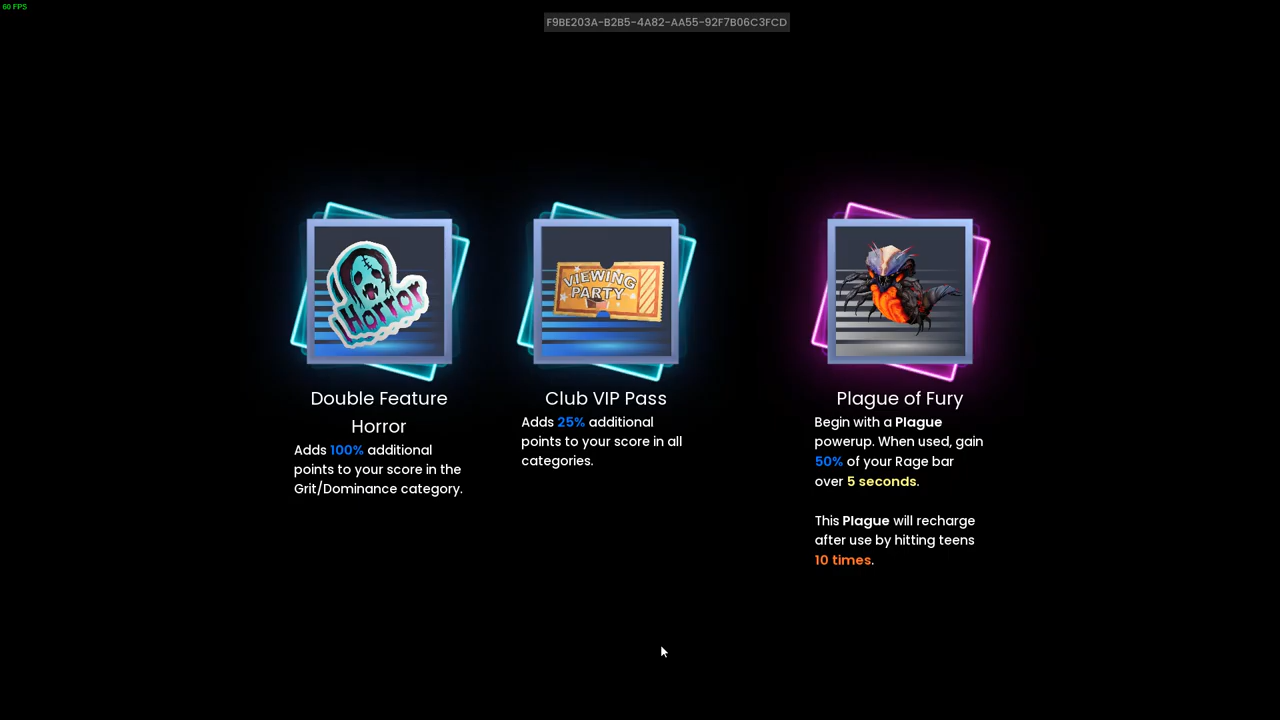 60 FPS
F9BE203A-B2B5-4A82-AA55-92F7B06C3FCD
Horror
Double Feature
Horror
Adds 100% additional
points to your score in the
Grit/Dominance category.
VIEWING
PARTY
Club VIP Pass
Adds 25% additional
points to your score in all
categories.
Plague of Fury
Begin with a Plague
powerup. When used, gain
50% of your Rage bar
over 5 seconds.
This Plague will recharge
after use by hitting teens
10 times.